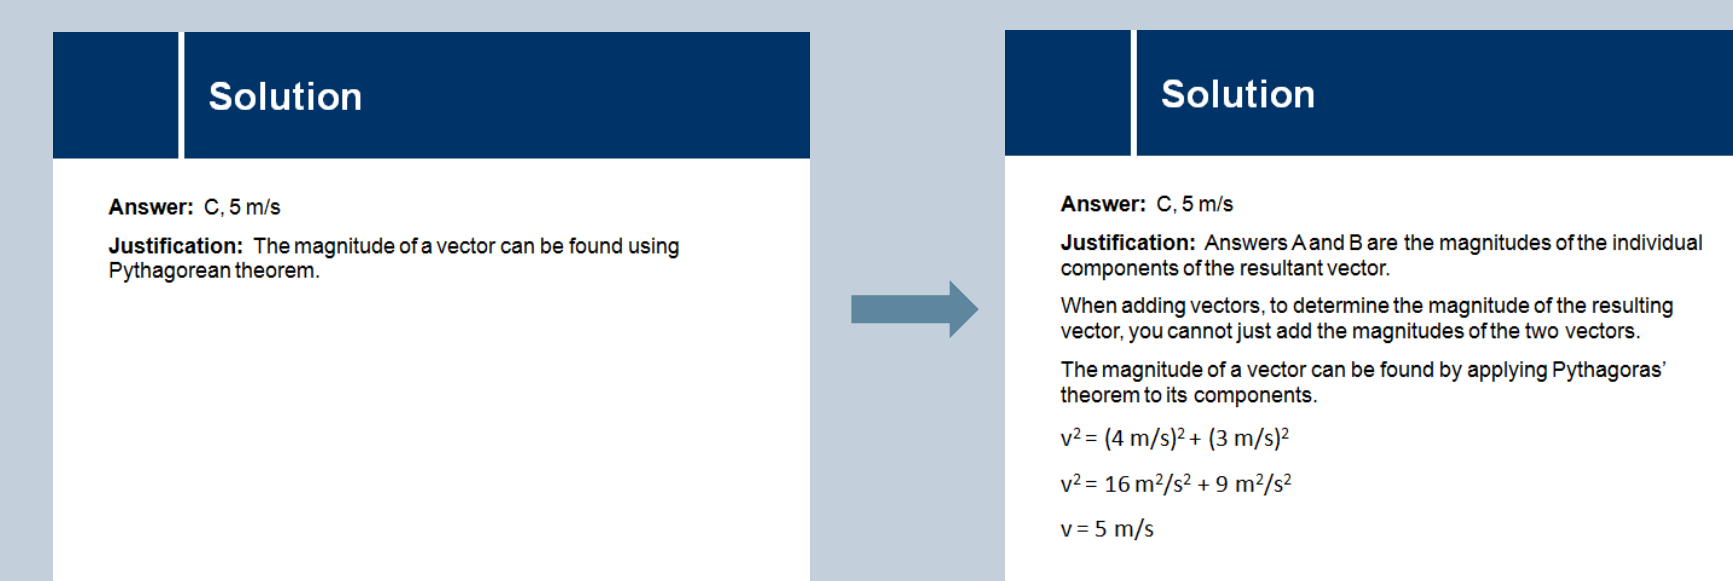 Solution
Answer: C, 5 m/s
Justification: The magnitude of a vector can be found using
Pythagorean theorem.
Solution
Answer: C, 5 m/s
Justification: Answers A and B are the magnitudes of the individual
components of the resultant vector.
When adding vectors, to determine the magnitude of the resulting
vector, you cannot just add the magnitudes of the two vectors.
The magnitude of a vector can be found by applying Pythagoras’
theorem to its components.
v² = (4 m/s)² + (3 m/s)²
v² = 16 m²/s² + 9 m²/s²
v = 5 m/s